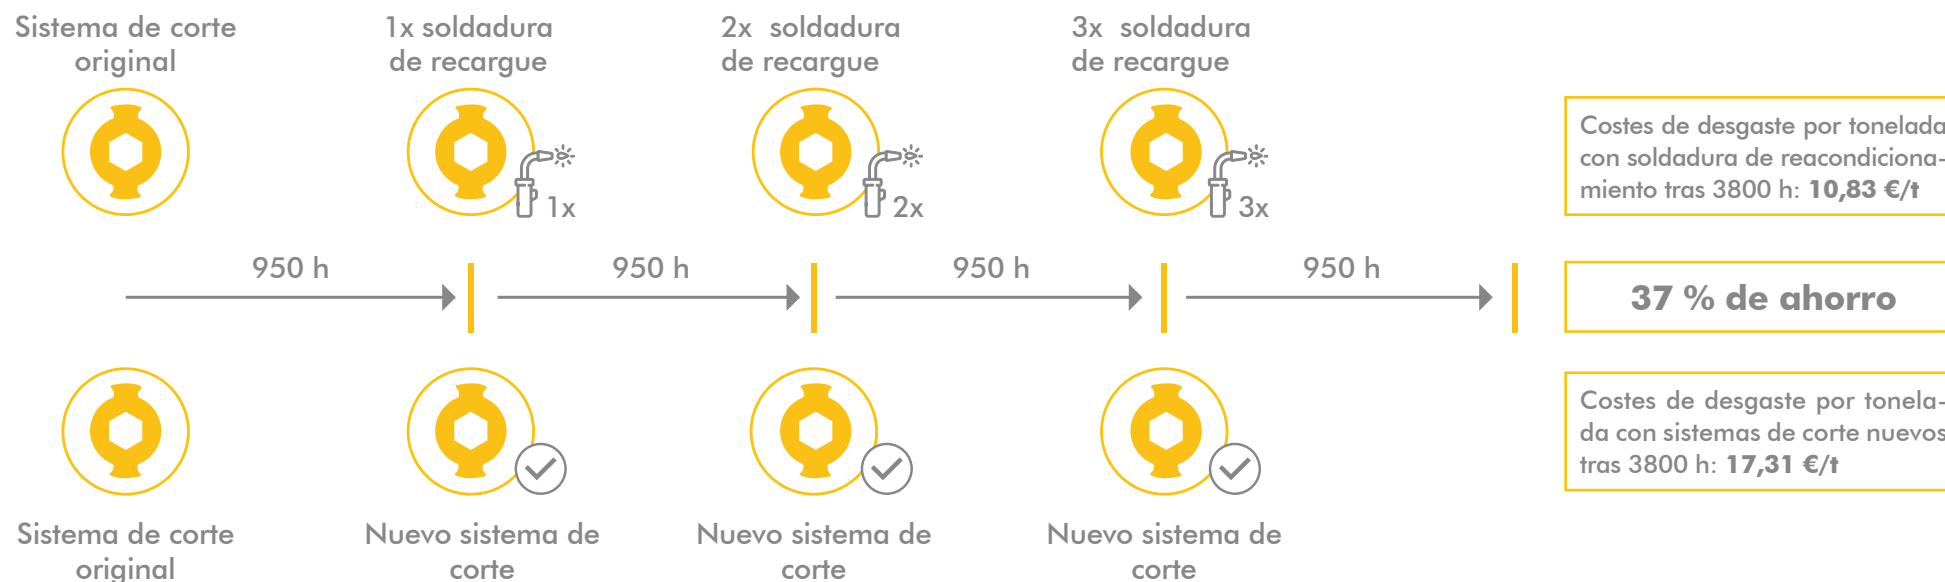 Sistema de corte
original
1x soldadura
de recargue
2x soldadura
de recargue
3x soldadura
de recargue
1x
2x
3x
Costes de desgaste por tonelada
con soldadura de reacondiciona-
miento tras 3800 h: 10,83 €/t
950 h
950 h
950 h
950 h
37 % de ahorro
Costes de desgaste por tonela-
da con sistemas de corte nuevos
tras 3800 h: 17,31 €/t
Sistema de corte
original
Nuevo sistema de
corte
Nuevo sistema de
corte
Nuevo sistema de
corte